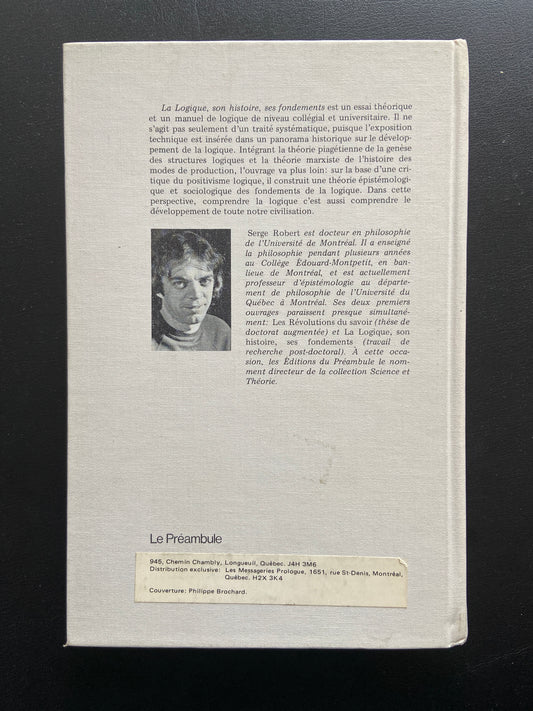 La Logique, son histoire, ses fondements est un essai théorique
et un manuel de logique de niveau collégial et universitaire. Il ne
s'agit pas seulement d'un traité systématique, puisque l'exposition
technique est insérée dans un panorama historique sur le dévelop-
pement de la logique. Intégrant la théorie piagétienne de la genèse
des structures logiques et la théorie marxiste de l'histoire des
modes de production, l'ouvrage va plus loin: sur la base d'une cri-
tique du positivisme logique, il construit une théorie épistémologi-
que et sociologique des fondements de la logique. Dans cette
perspective, comprendre la logique c'est aussi comprendre le
développement de toute notre civilisation.
Serge Robert est docteur en philosophie
de l'Université de Montréal. Il a enseigné
la philosophie pendant plusieurs années
au Collège Édouard-Montpetit, en ban-
lieue de Montréal, et est actuellement
professeur d'épistémologie au départe-
ment de philosophie de l'Université du
Québec à Montréal. Ses deux premiers
ouvrages paraissent presque simultané-
ment: Les Révolutions du savoir (thèse de
doctorat augmentée) et La Logique, son
histoire, ses fondements (travail de
recherche post-doctoral). À cette occa-
sion, les Éditions du Préambule le nom-
ment directeur de la collection Science et
Théorie.
Le Préambule
945, Chemin Chambly, Longueuil, Québec. J4H 3M6
Distribution exclusive: Les Messageries Prologue, 1651, rue St-Denis, Montréal,
Québec. H2X 3K4
Couverture: Philippe Brochard.